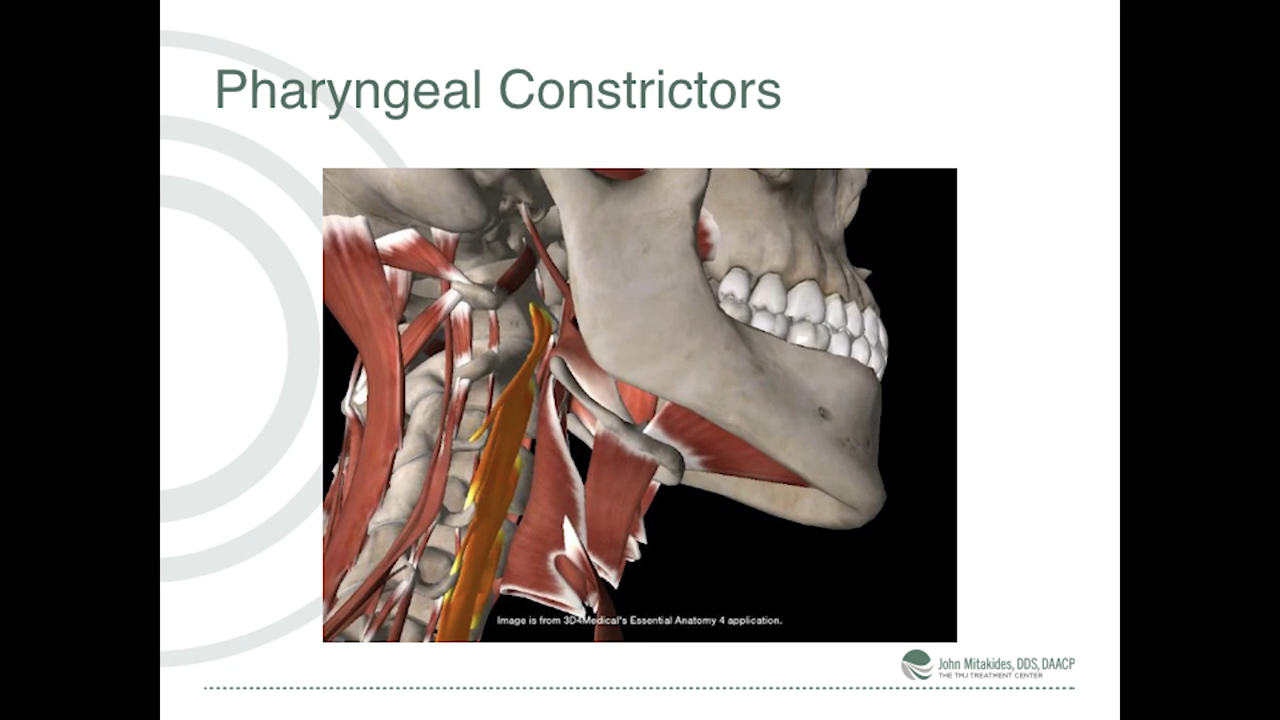 Pharyngeal Constrictors
Image is from 3D4Medical's Essential Anatomy 4 application.
John Mitakides, DDS, DAACP
THE TMJ TREATMENT CENTER